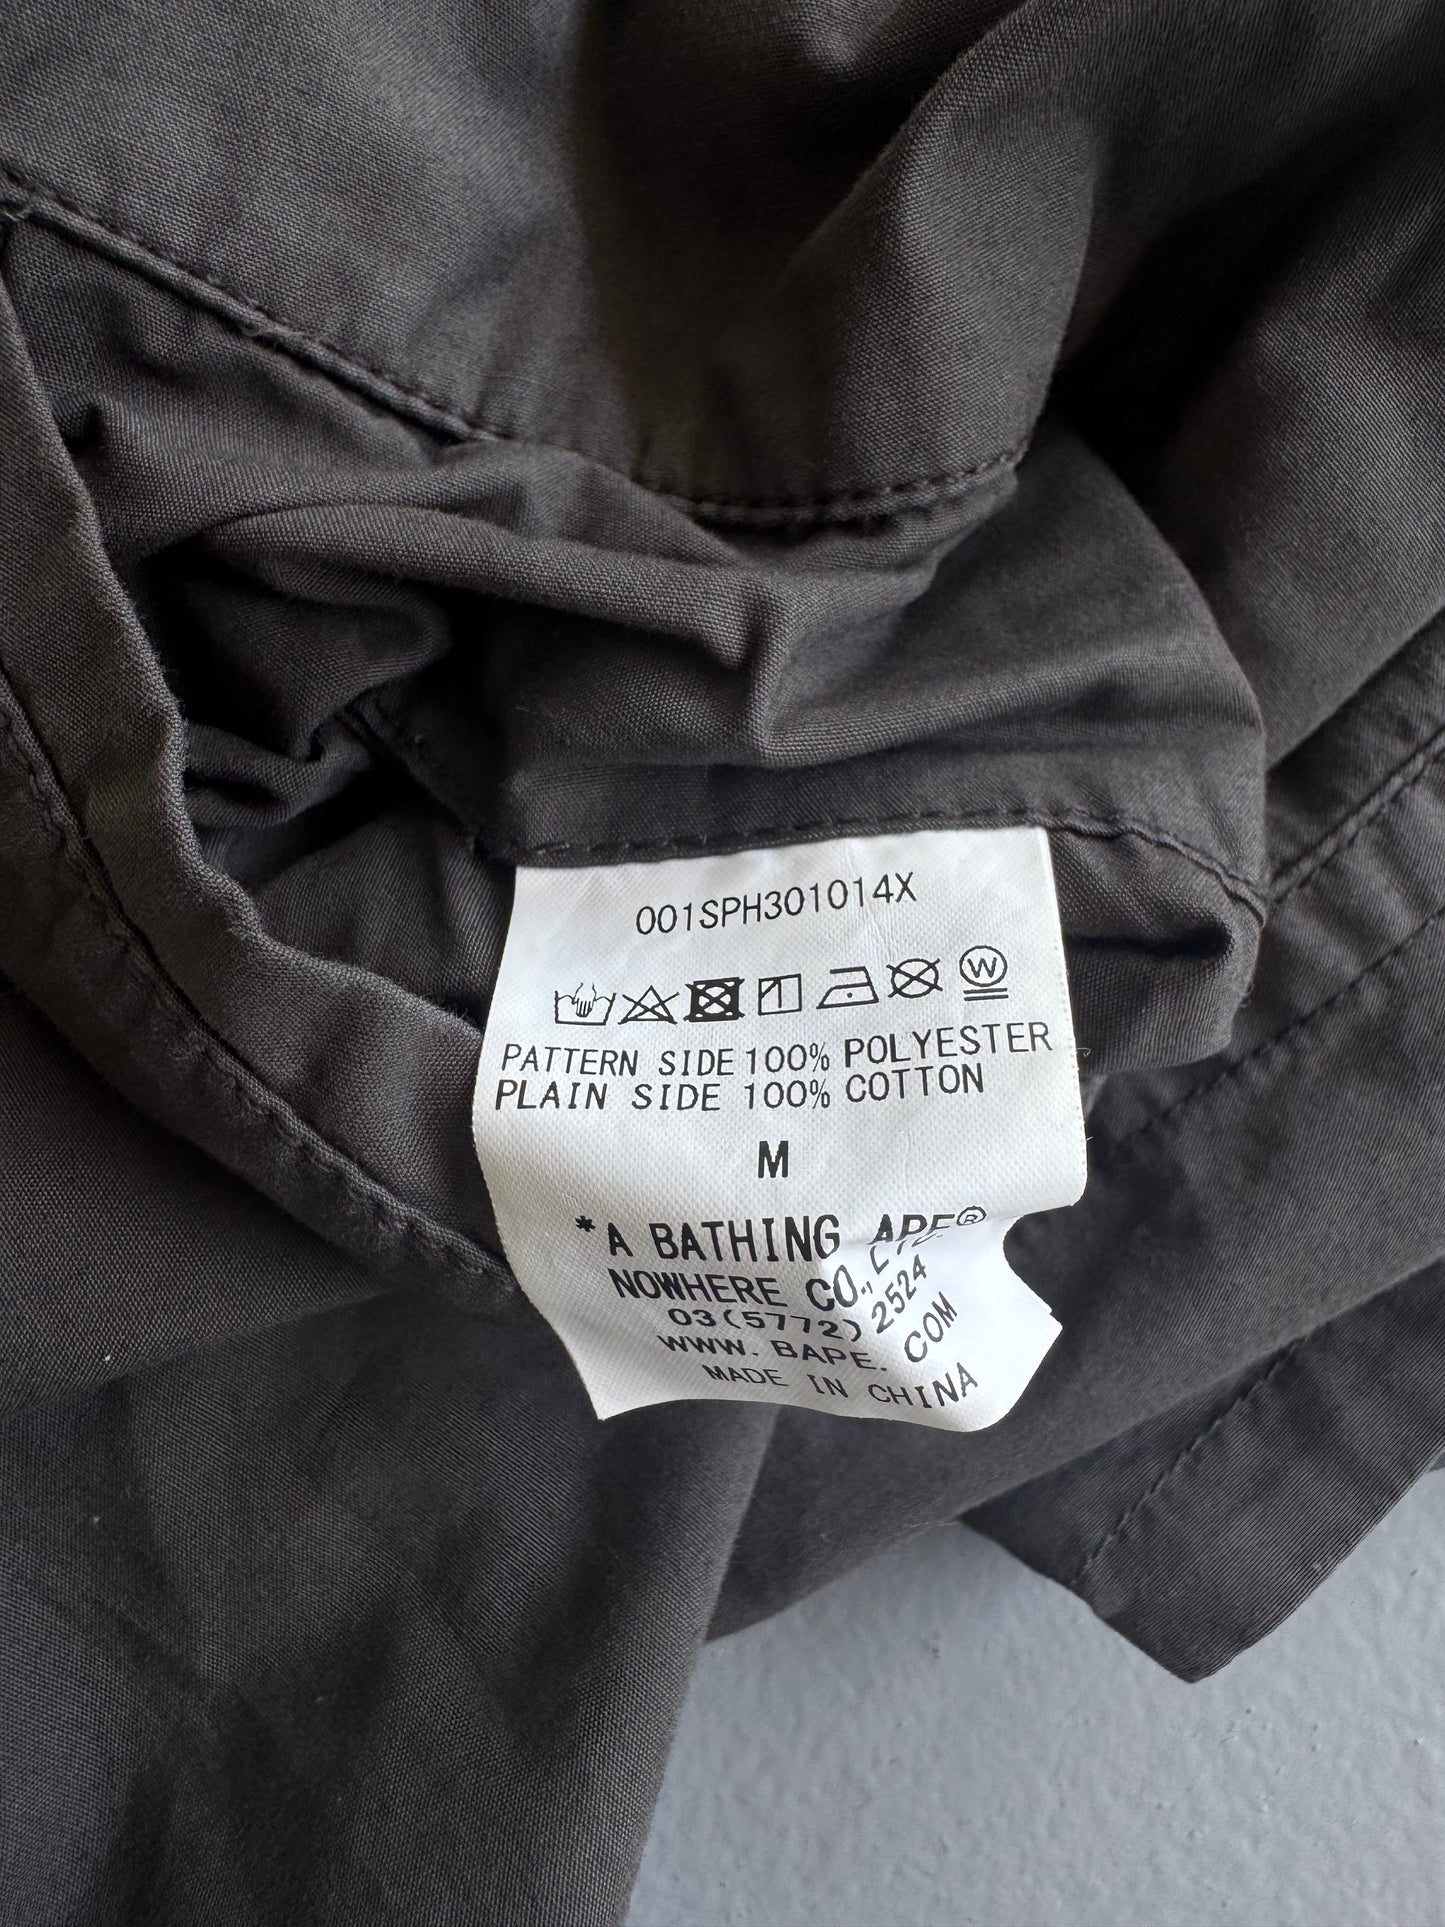 001SPH301014X
W
PATTERN SIDE 100% POLYESTER
PLAIN SIDE 100% COTTON
M
*A BATHING APE®
NOWHERE CO.,LTD.
03(5772)2524
WWW.BAPE.COM
MADE IN CHINA